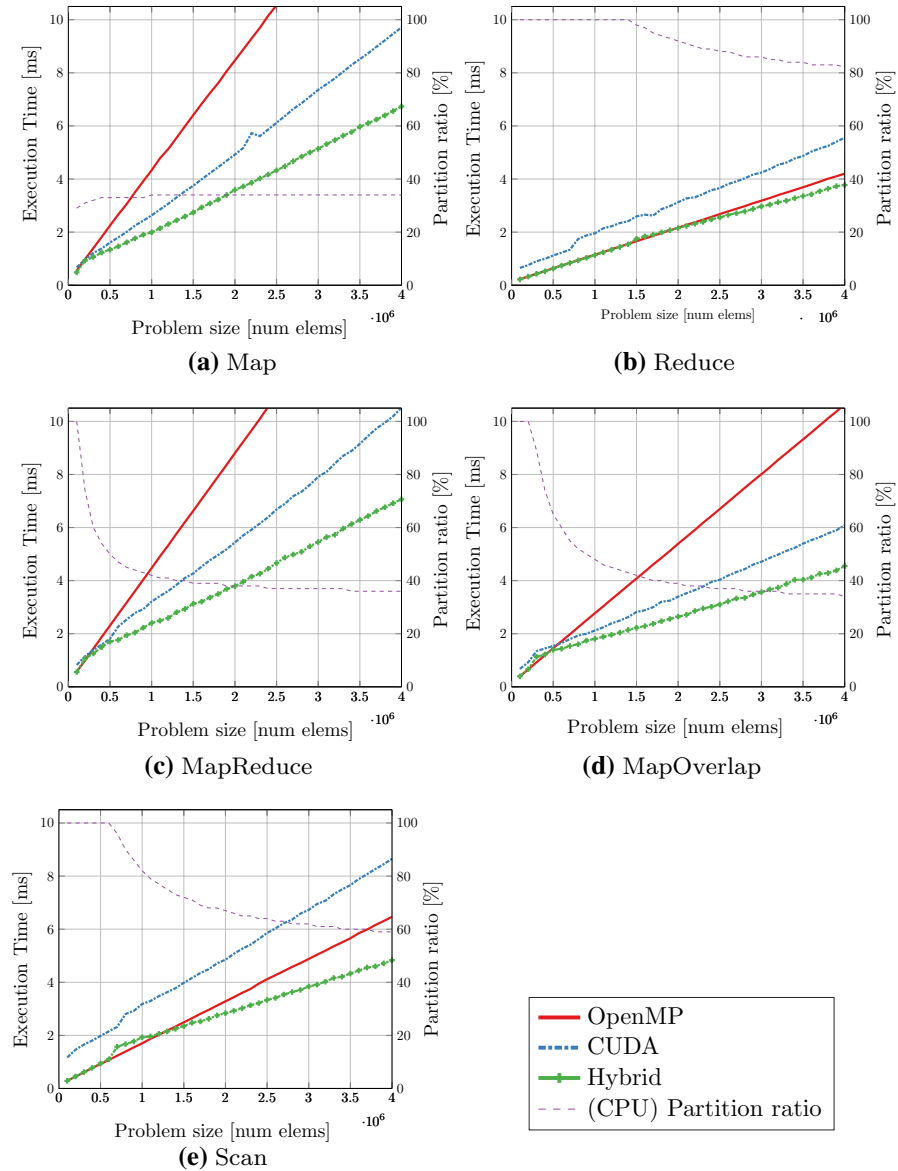 10
8
6
4
2
0
Execution Time [ms]
100
80
60
40
20
0
Partition ratio [%]
0 0.5 1 1.5 2 2.5 3 3.5 4
·10⁶
Problem size [num elems]
(a) Map
10
8
6
4
2
0
Execution Time [ms]
100
80
60
40
20
0
Partition ratio [%]
0 0.5 1 1.5 2 2.5 3 3.5 4
Problem size [num elems] · 10⁶
(b) Reduce
10
8
6
4
2
0
Execution Time [ms]
100
80
60
40
20
0
Partition ratio [%]
0 0.5 1 1.5 2 2.5 3 3.5 4
·10⁶
Problem size [num elems]
(c) MapReduce
10
8
6
4
2
0
Execution Time [ms]
100
80
60
40
20
0
Partition ratio [%]
0 0.5 1 1.5 2 2.5 3 3.5 4
·10⁶
Problem size [num elems]
(d) MapOverlap
10
8
6
4
2
0
Execution Time [ms]
100
80
60
40
20
0
Partition ratio [%]
0 0.5 1 1.5 2 2.5 3 3.5 4
·10⁶
Problem size [num elems]
(e) Scan
OpenMP
CUDA
Hybrid
(CPU) Partition ratio